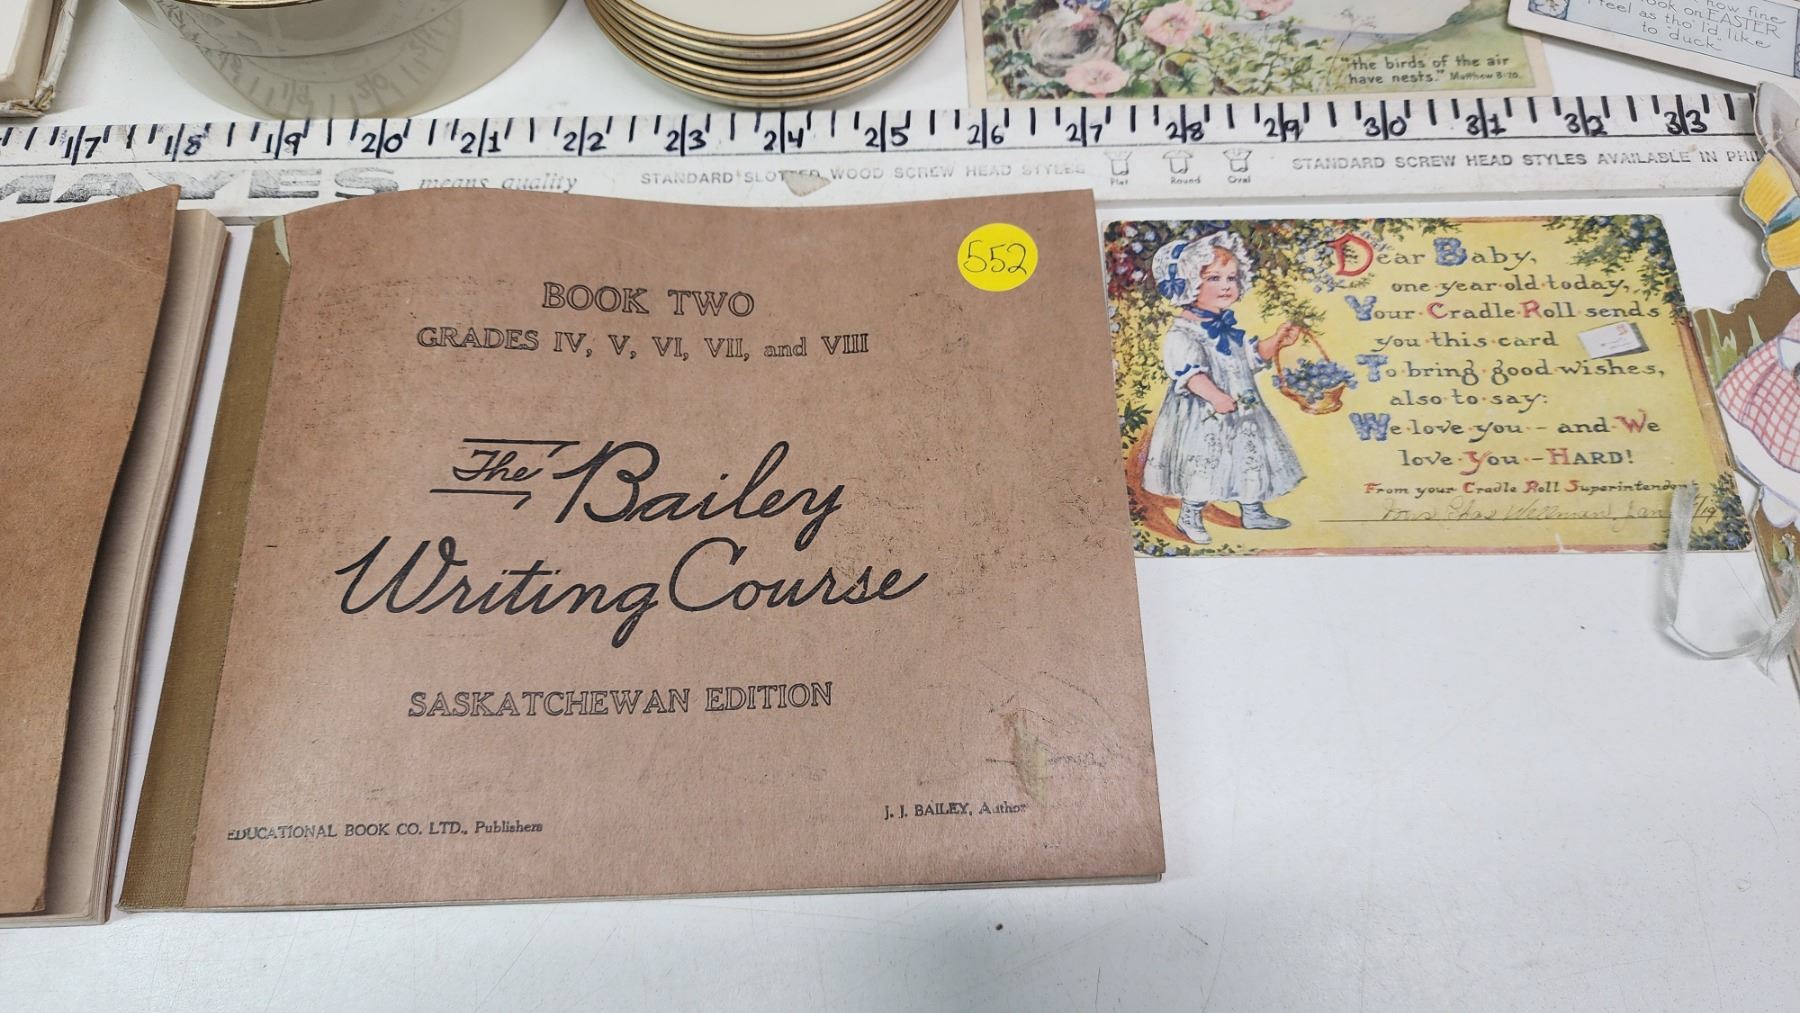 how fine
look on EASTER
I feel as tho' I'd like
to "duck"
"the birds of the air
have nests." Matthew 8-20.
17 18 19 20 21 22 23 24 25 26 27 28 29 30 31 32 33
means quality
STANDARD SLOTTED WOOD SCREW HEAD STYLES
Flat Round Oval
STANDARD SCREW HEAD STYLES AVAILABLE IN
552
BOOK TWO
GRADES IV, V, VI, VII, and VIII
The Bailey
Writing Course
SASKATCHEWAN EDITION
EDUCATIONAL BOOK CO. LTD., Publishers
J. J. BAILEY, Author
Dear Baby,
one year old today,
Your Cradle Roll sends
you this card
To bring good wishes,
also to say:
We love you - and We
love You - HARD!
From your Cradle Roll Superintendent
Wellman Jan